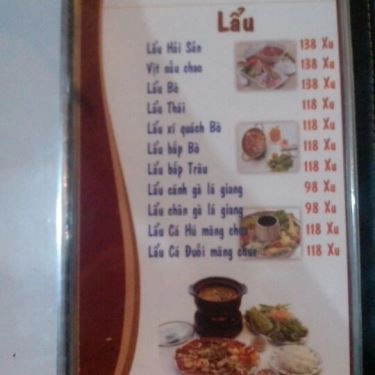 Lẩu
Lẩu Hải Sản 138 Xu
Vịt nấu chao 138 Xu
Lẩu Bò 138 Xu
Lẩu Thái 118 Xu
Lẩu xí quách Bò 118 Xu
Lẩu bắp Bò 118 Xu
Lẩu bắp Trâu 118 Xu
Lẩu cánh gà lá giang 98 Xu
Lẩu chân gà lá giang 98 Xu
Lẩu Cá Hú măng chua 118 Xu
Lẩu Cá Đuối măng chua 118 Xu